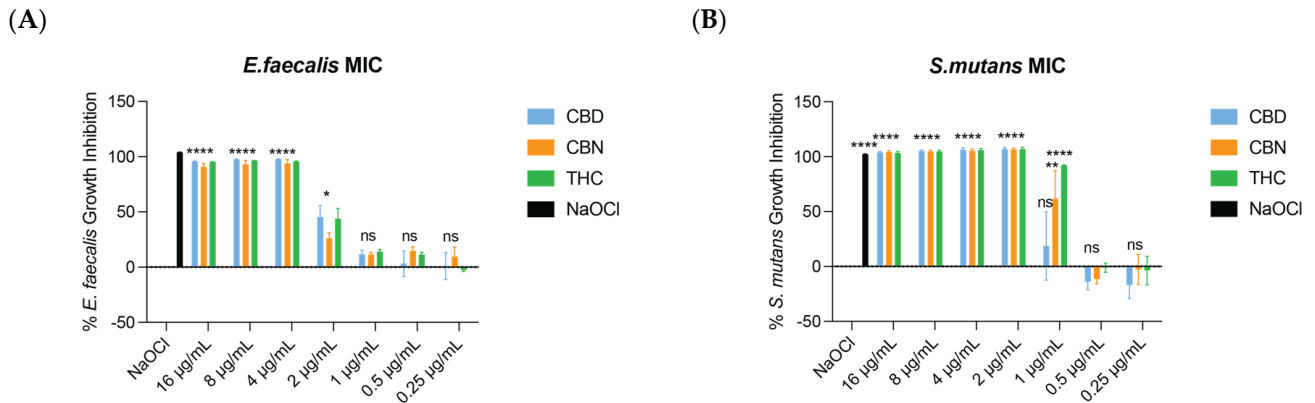 (A)
E.faecalis MIC
% E. faecalis Growth Inhibition
150
100
50
0
-50
**** **** ****
*
ns ns ns
NaOCl
16 µg/mL
8 µg/mL
4 µg/mL
2 µg/mL
1 µg/mL
0.5 µg/mL
0.25 µg/mL
CBD
CBN
THC
NaOCl
(B)
S.mutans MIC
% S. mutans Growth Inhibition
150
100
50
0
-50
**** **** **** **** ****
ns
**
****
ns ns
NaOCl
16 µg/mL
8 µg/mL
4 µg/mL
2 µg/mL
1 µg/mL
0.5 µg/mL
0.25 µg/mL
CBD
CBN
THC
NaOCl